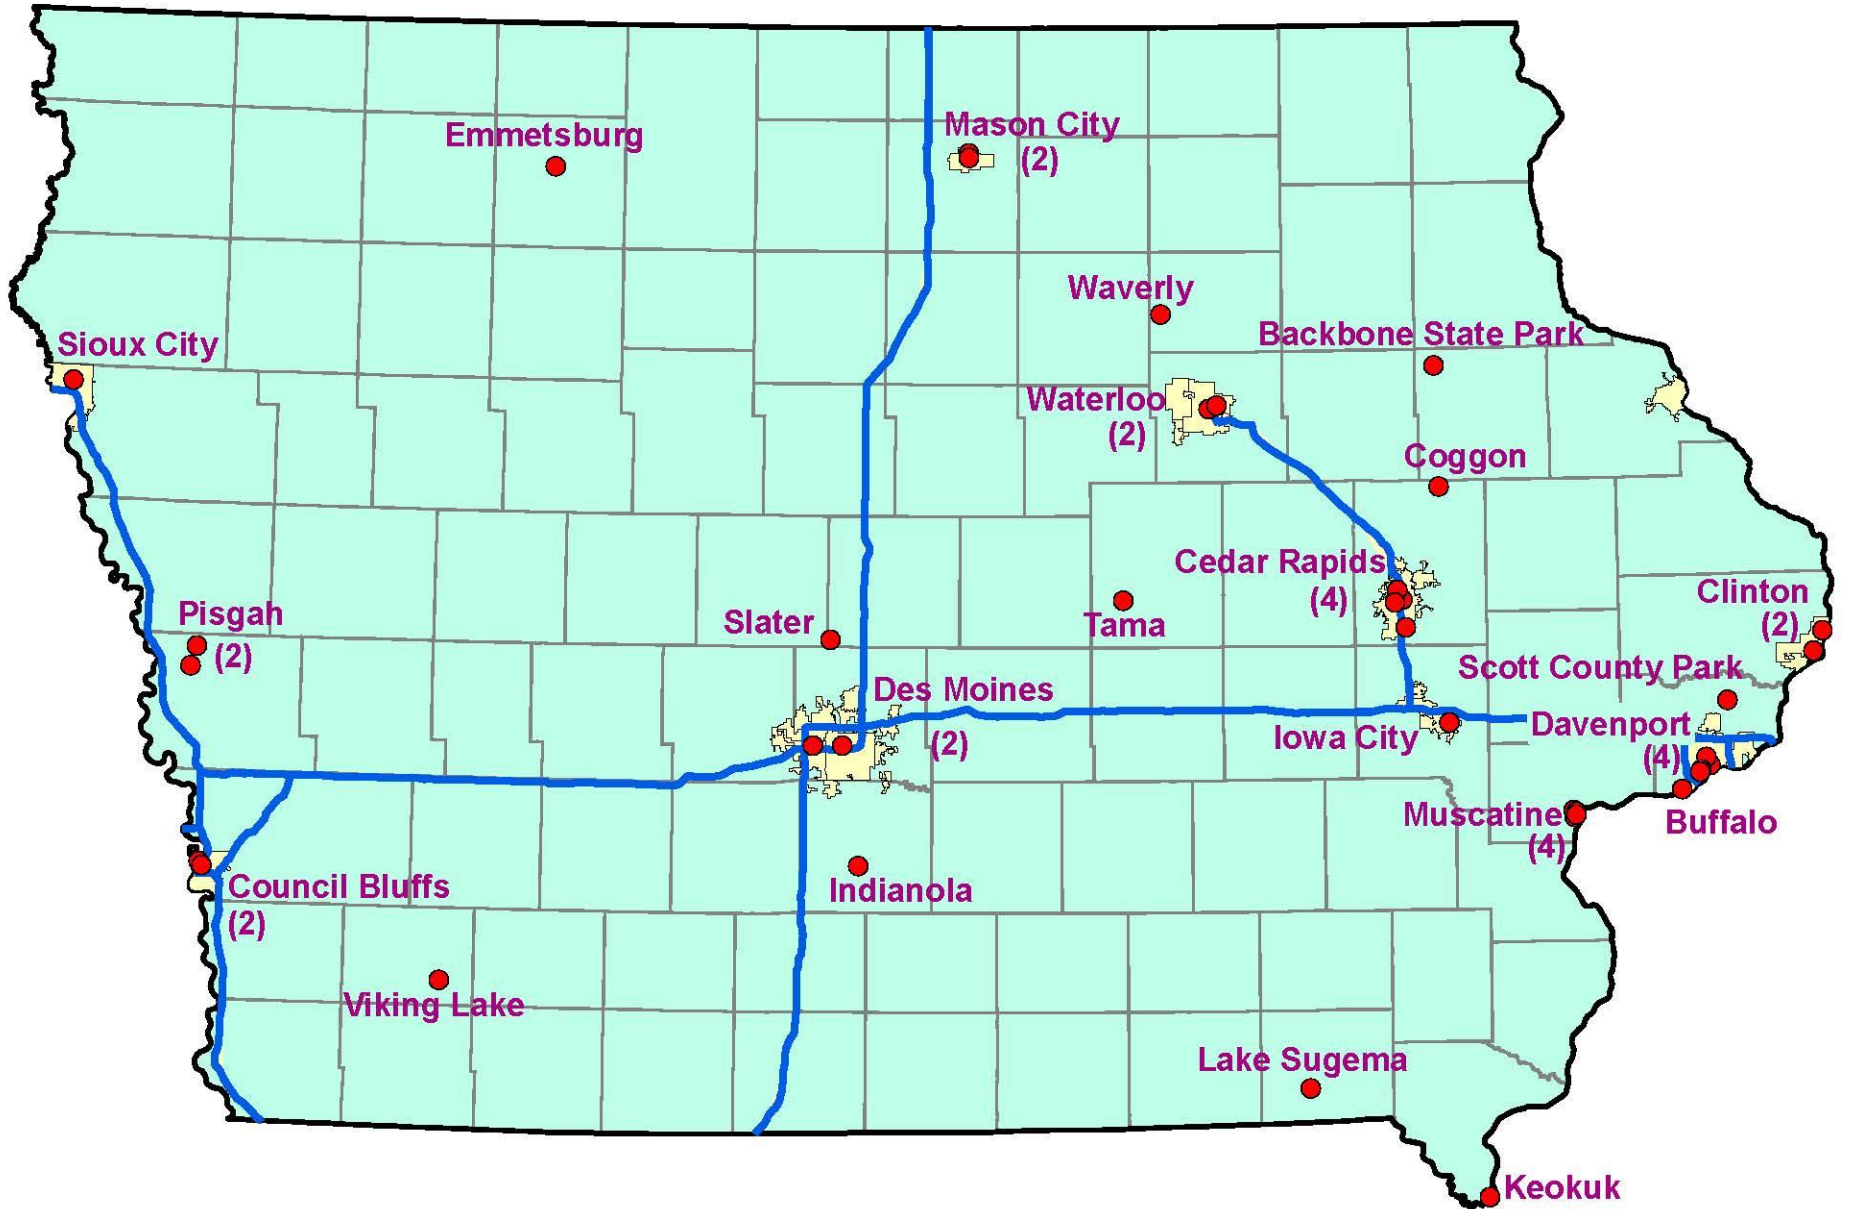 Emmetsburg
Mason City
(2)
Waverly
Backbone State Park
Sioux City
Waterloo
(2)
Coggon
Cedar Rapids
(4)
Clinton
(2)
Pisgah
(2)
Slater
Tama
Scott County Park
Des Moines
(2)
Iowa City
Davenport
(4)
Muscatine
(4)
Buffalo
Council Bluffs
(2)
Indianola
Viking Lake
Lake Sugema
Keokuk